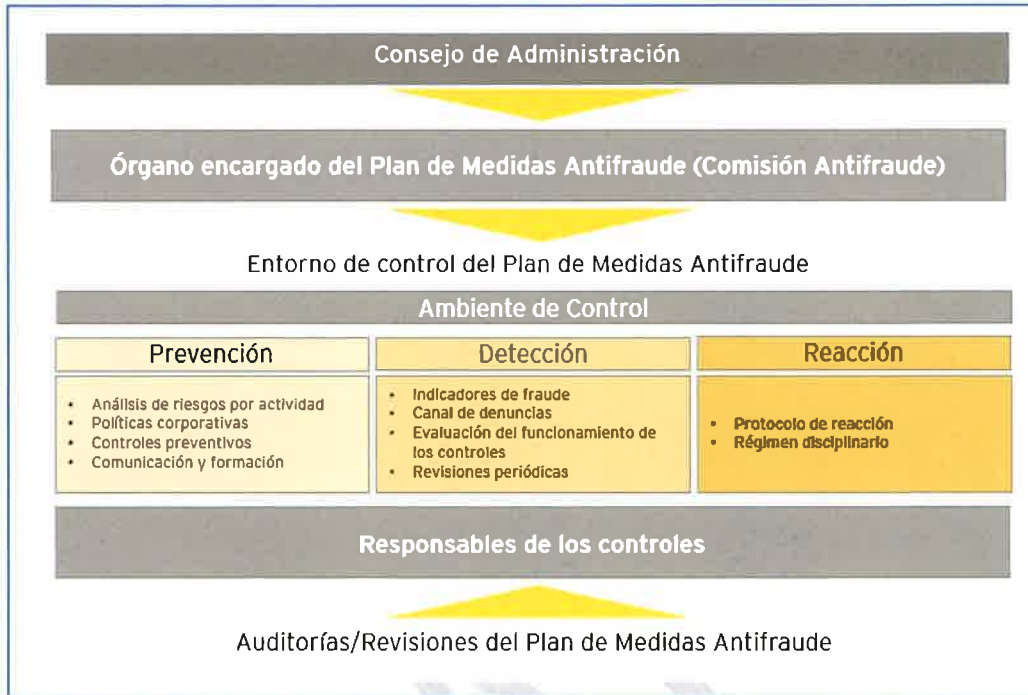 Consejo de Administración
Órgano encargado del Plan de Medidas Antifraude (Comisión Antifraude)
Entorno de control del Plan de Medidas Antifraude
Ambiente de Control
Prevención
• Análisis de riesgos por actividad
• Políticas corporativas
• Controles preventivos
• Comunicación y formación
Detección
• Indicadores de fraude
• Canal de denuncias
• Evaluación del funcionamiento de
los controles
• Revisiones periódicas
Reacción
• Protocolo de reacción
• Régimen disciplinario
Responsables de los controles
Auditorías/Revisiones del Plan de Medidas Antifraude